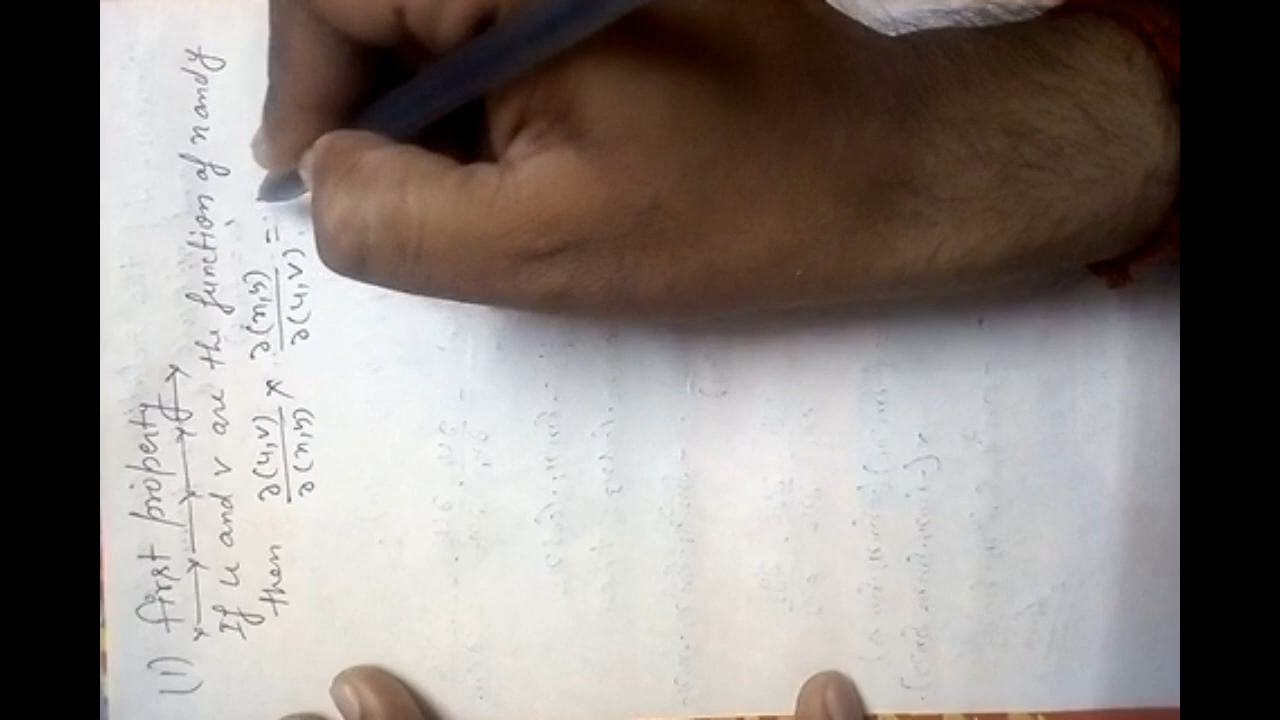 (1) first property
If u and v are the function of x and y
then ∂(u,v)/∂(x,y) × ∂(x,y)/∂(u,v) =